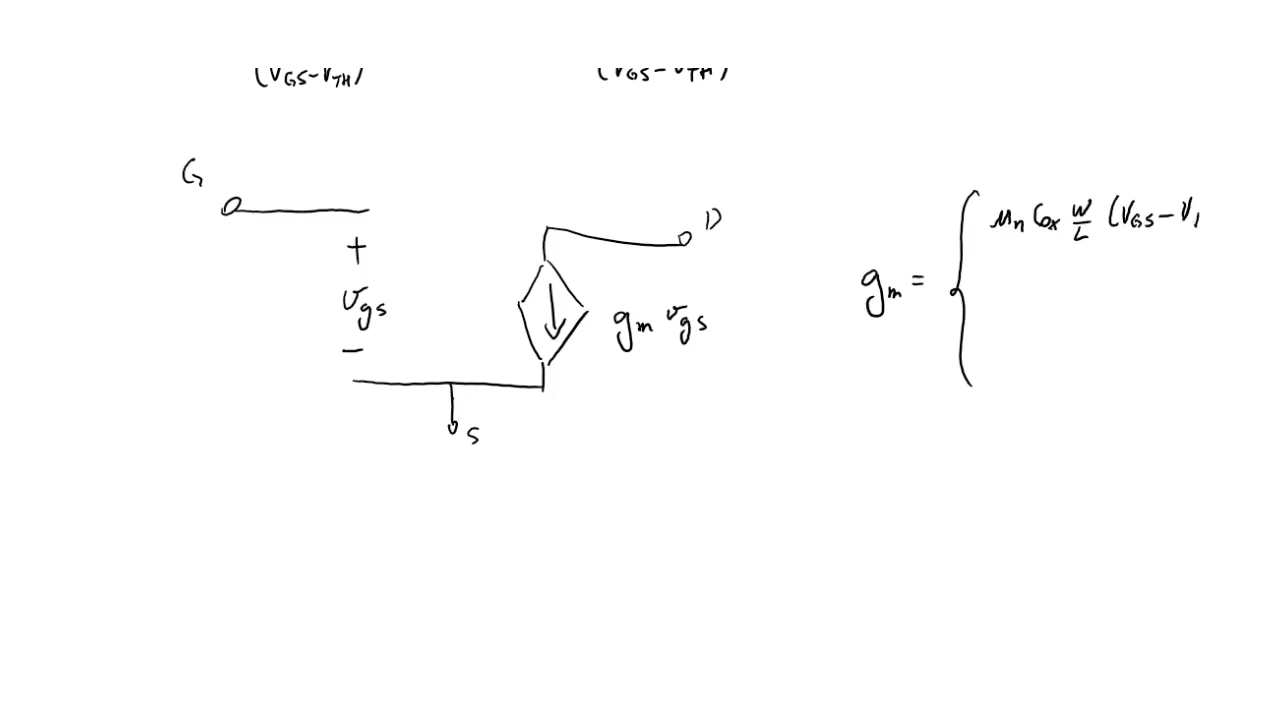 (VGS-VTH) (VGS-VTH)
G
D
+
vgs
-
gm vgs
S
gm = { μn Cox W/L (VGS-V